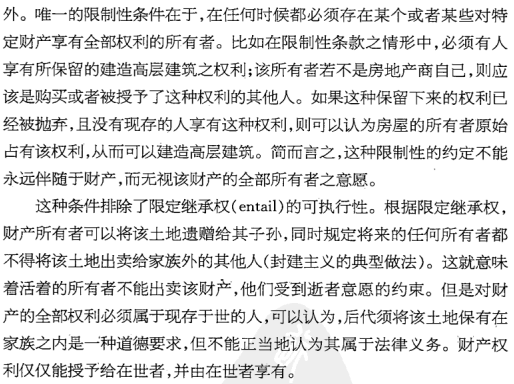 外。唯一的限制性条件在于,在任何时候都必须存在某个或者某些对特
定财产享有全部权利的所有者。比如在限制性条款之情形中,必须有人
享有所保留的建造高层建筑之权利;该所有者若不是房地产商自己,则应
该是购买或者被授予了这种权利的其他人。如果这种保留下来的权利已
经被抛弃,且没有现存的人享有这种权利,则可以认为房屋的所有者原始
占有该权利,从而可以建造高层建筑。简而言之,这种限制性的约定不能
永远伴随于财产,而无视该财产的全部所有者之意愿。
这种条件排除了限定继承权(entail)的可执行性。根据限定继承权,
财产所有者可以将该土地遗赠给其子孙,同时规定将来的任何所有者都
不得将该土地出卖给家族外的其他人(封建主义的典型做法)。这就意味
着活着的所有者不能出卖该财产,他们受到逝者意愿的约束。但是对财
产的全部权利必须属于现存于世的人,可以认为,后代须将该土地保有在
家族之内是一种道德要求,但不能正当地认为其属于法律义务。财产权
利仅仅能授予给在世者,并由在世者享有。